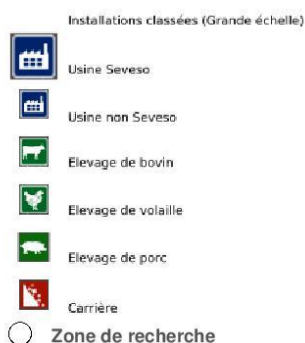 Installations classées (Grande échelle)
Usine Seveso
Usine non Seveso
Elevage de bovin
Elevage de volaille
Elevage de porc
Carrière
Zone de recherche